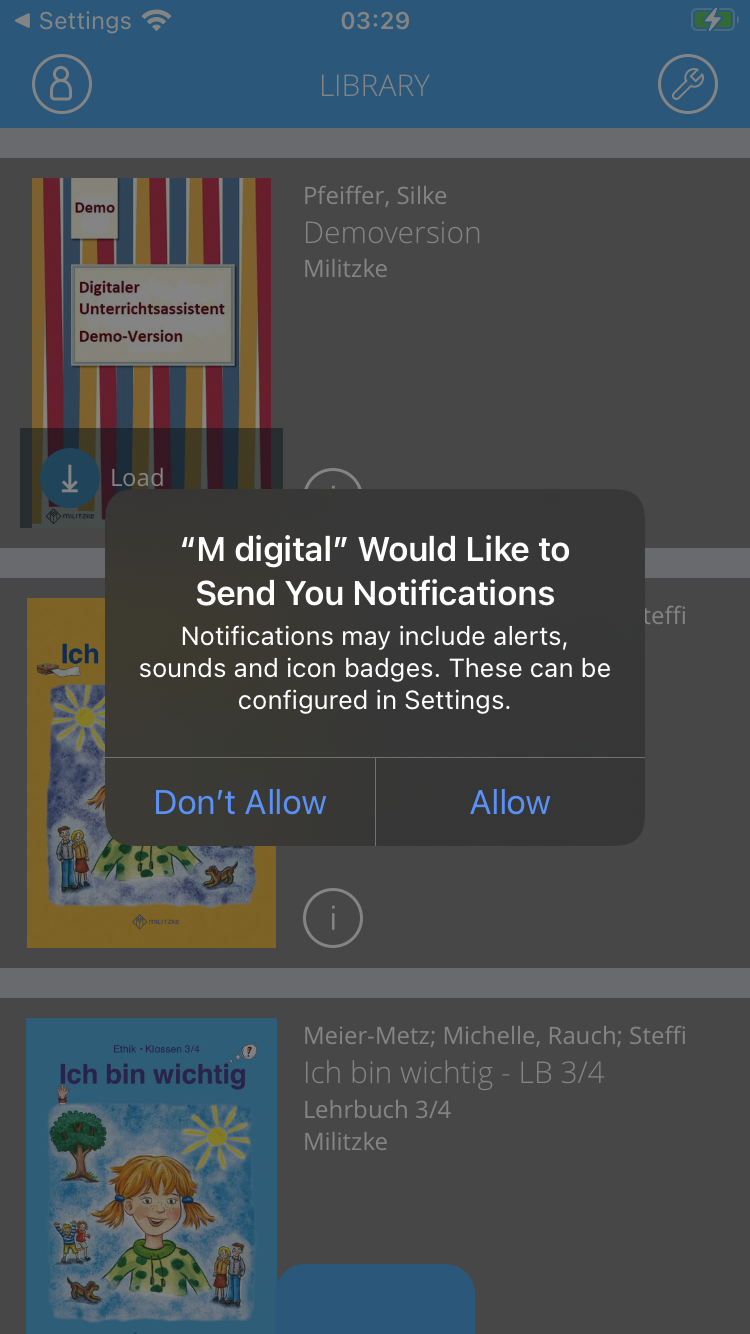 Settings
03:29
LIBRARY
Demo
Digitaler
Unterrichtsassistent
Demo-Version
MILITZKE
Load
Pfeiffer, Silke
Demoversion
Militzke
“M digital” Would Like to
Send You Notifications
Notifications may include alerts,
sounds and icon badges. These can be
configured in Settings.
Don’t Allow
Allow
Ich
teffi
MILITZKE
i
Ethik - Klassen 3/4
?
Ich bin wichtig
Meier-Metz; Michelle, Rauch; Steffi
Ich bin wichtig - LB 3/4
Lehrbuch 3/4
Militzke